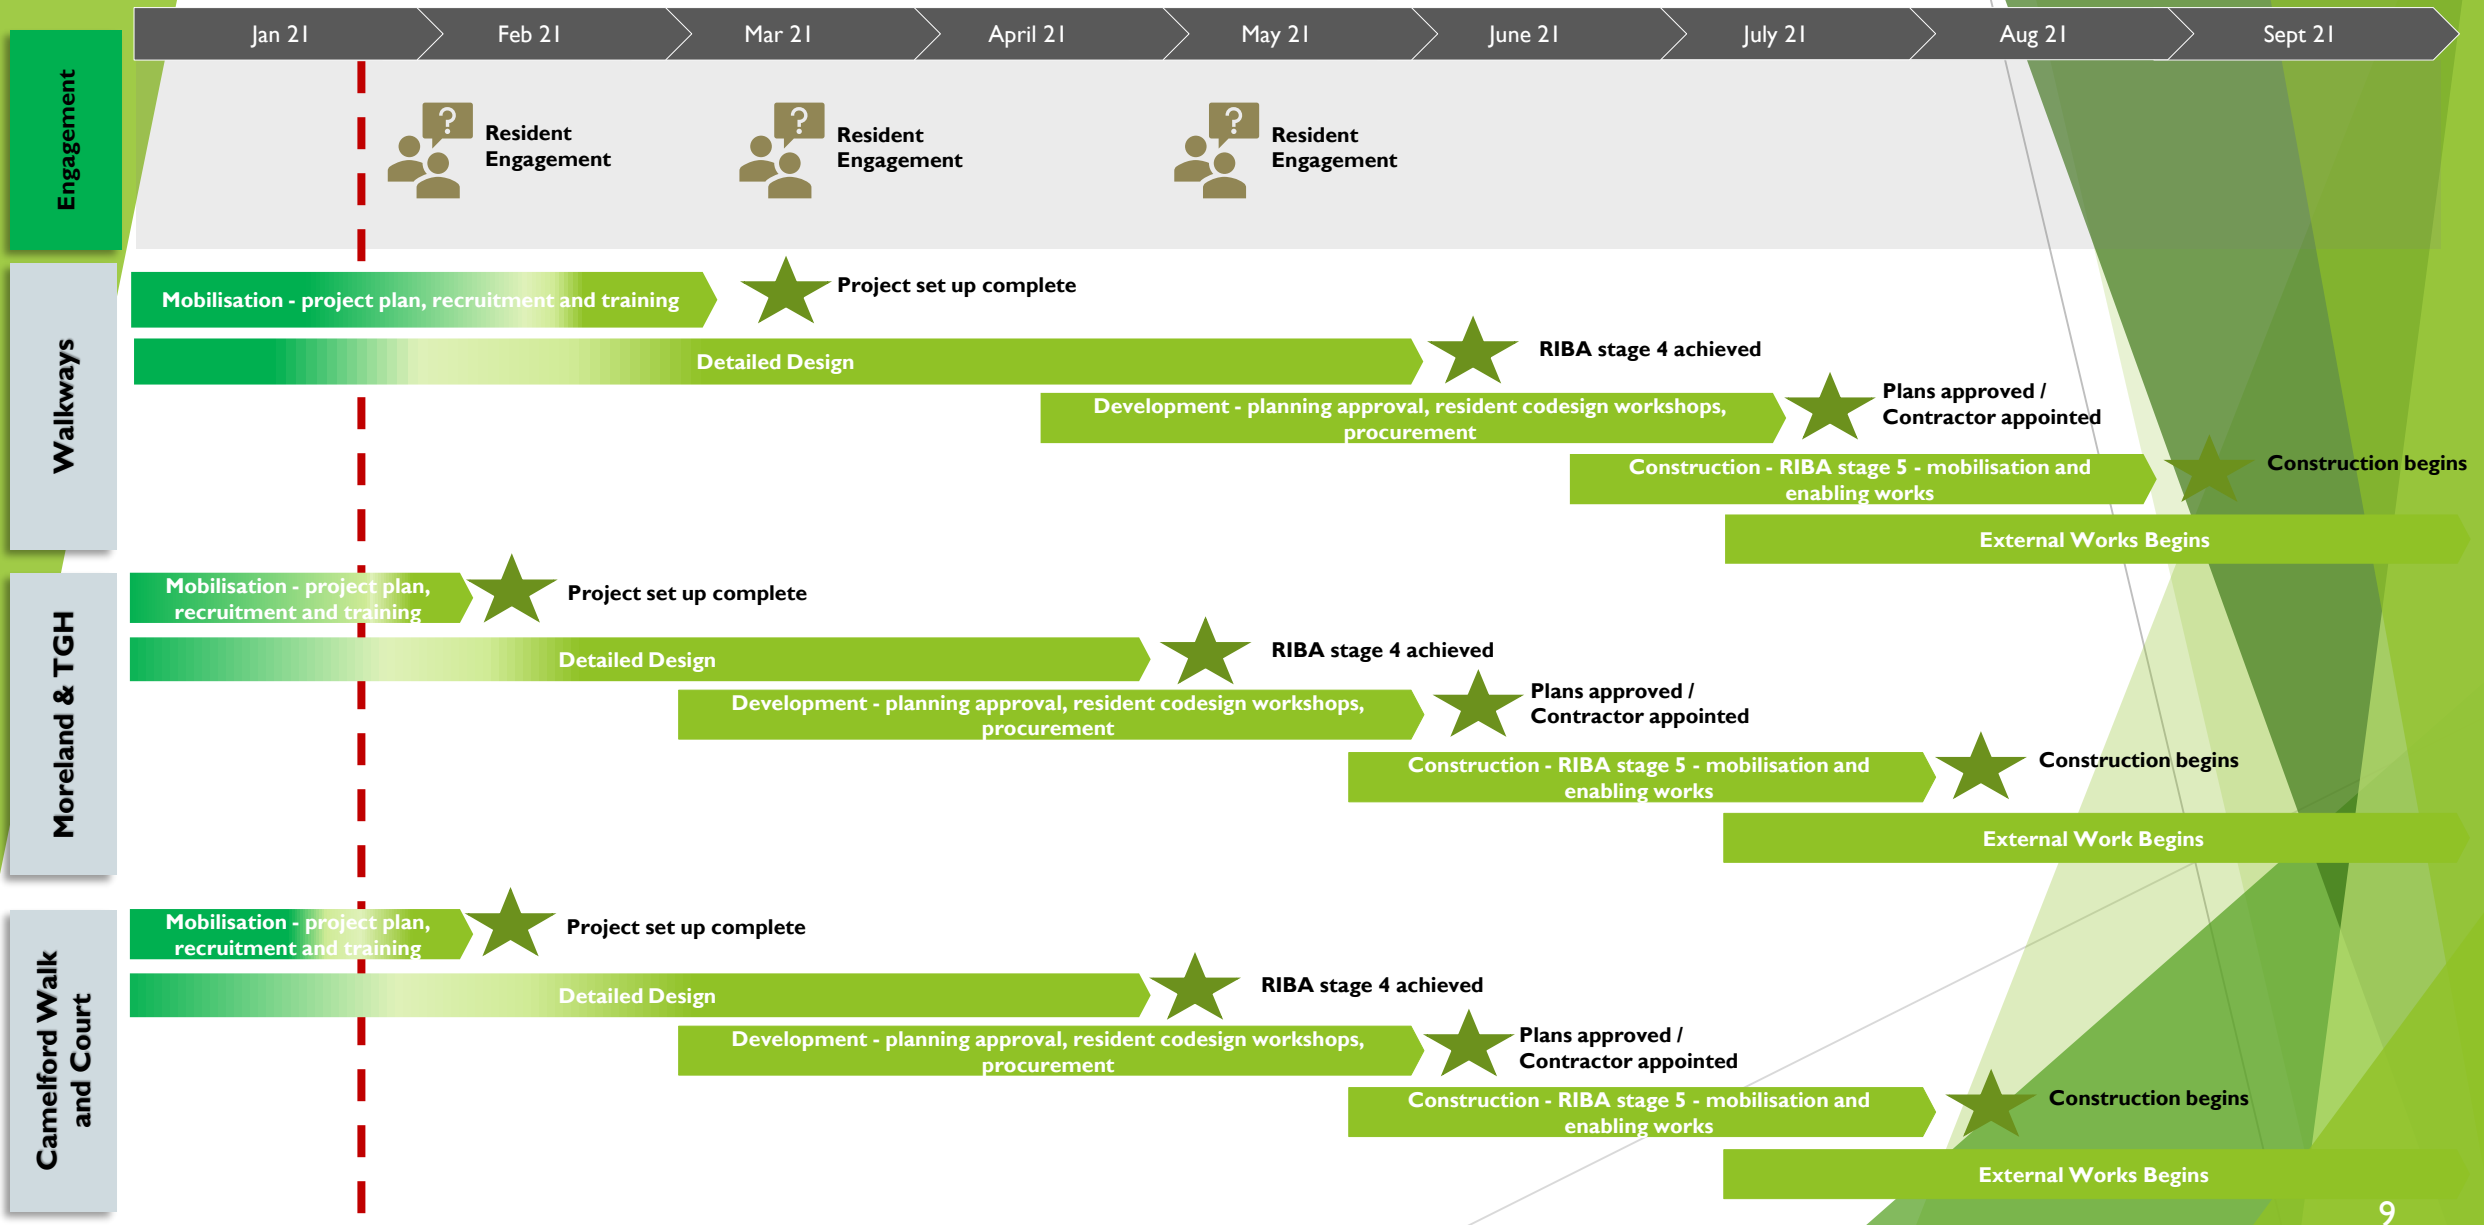 Jan 21
Feb 21
Mar 21
April 21
May 21
June 21
July 21
Aug 21
Sept 21
Engagement
?
Resident
Engagement
?
Resident
Engagement
?
Resident
Engagement
Walkways
Mobilisation - project plan, recruitment and training
Project set up complete
Detailed Design
RIBA stage 4 achieved
Development - planning approval, resident codesign workshops,
procurement
Plans approved /
Contractor appointed
Construction - RIBA stage 5 - mobilisation and
enabling works
Construction begins
External Works Begins
Moreland & TGH
Mobilisation - project plan,
recruitment and training
Project set up complete
Detailed Design
RIBA stage 4 achieved
Development - planning approval, resident codesign workshops,
procurement
Plans approved /
Contractor appointed
Construction - RIBA stage 5 - mobilisation and
enabling works
Construction begins
External Work Begins
Camelford Walk
and Court
Mobilisation - project plan,
recruitment and training
Project set up complete
Detailed Design
RIBA stage 4 achieved
Development - planning approval, resident codesign workshops,
procurement
Plans approved /
Contractor appointed
Construction - RIBA stage 5 - mobilisation and
enabling works
Construction begins
External Works Begins
9